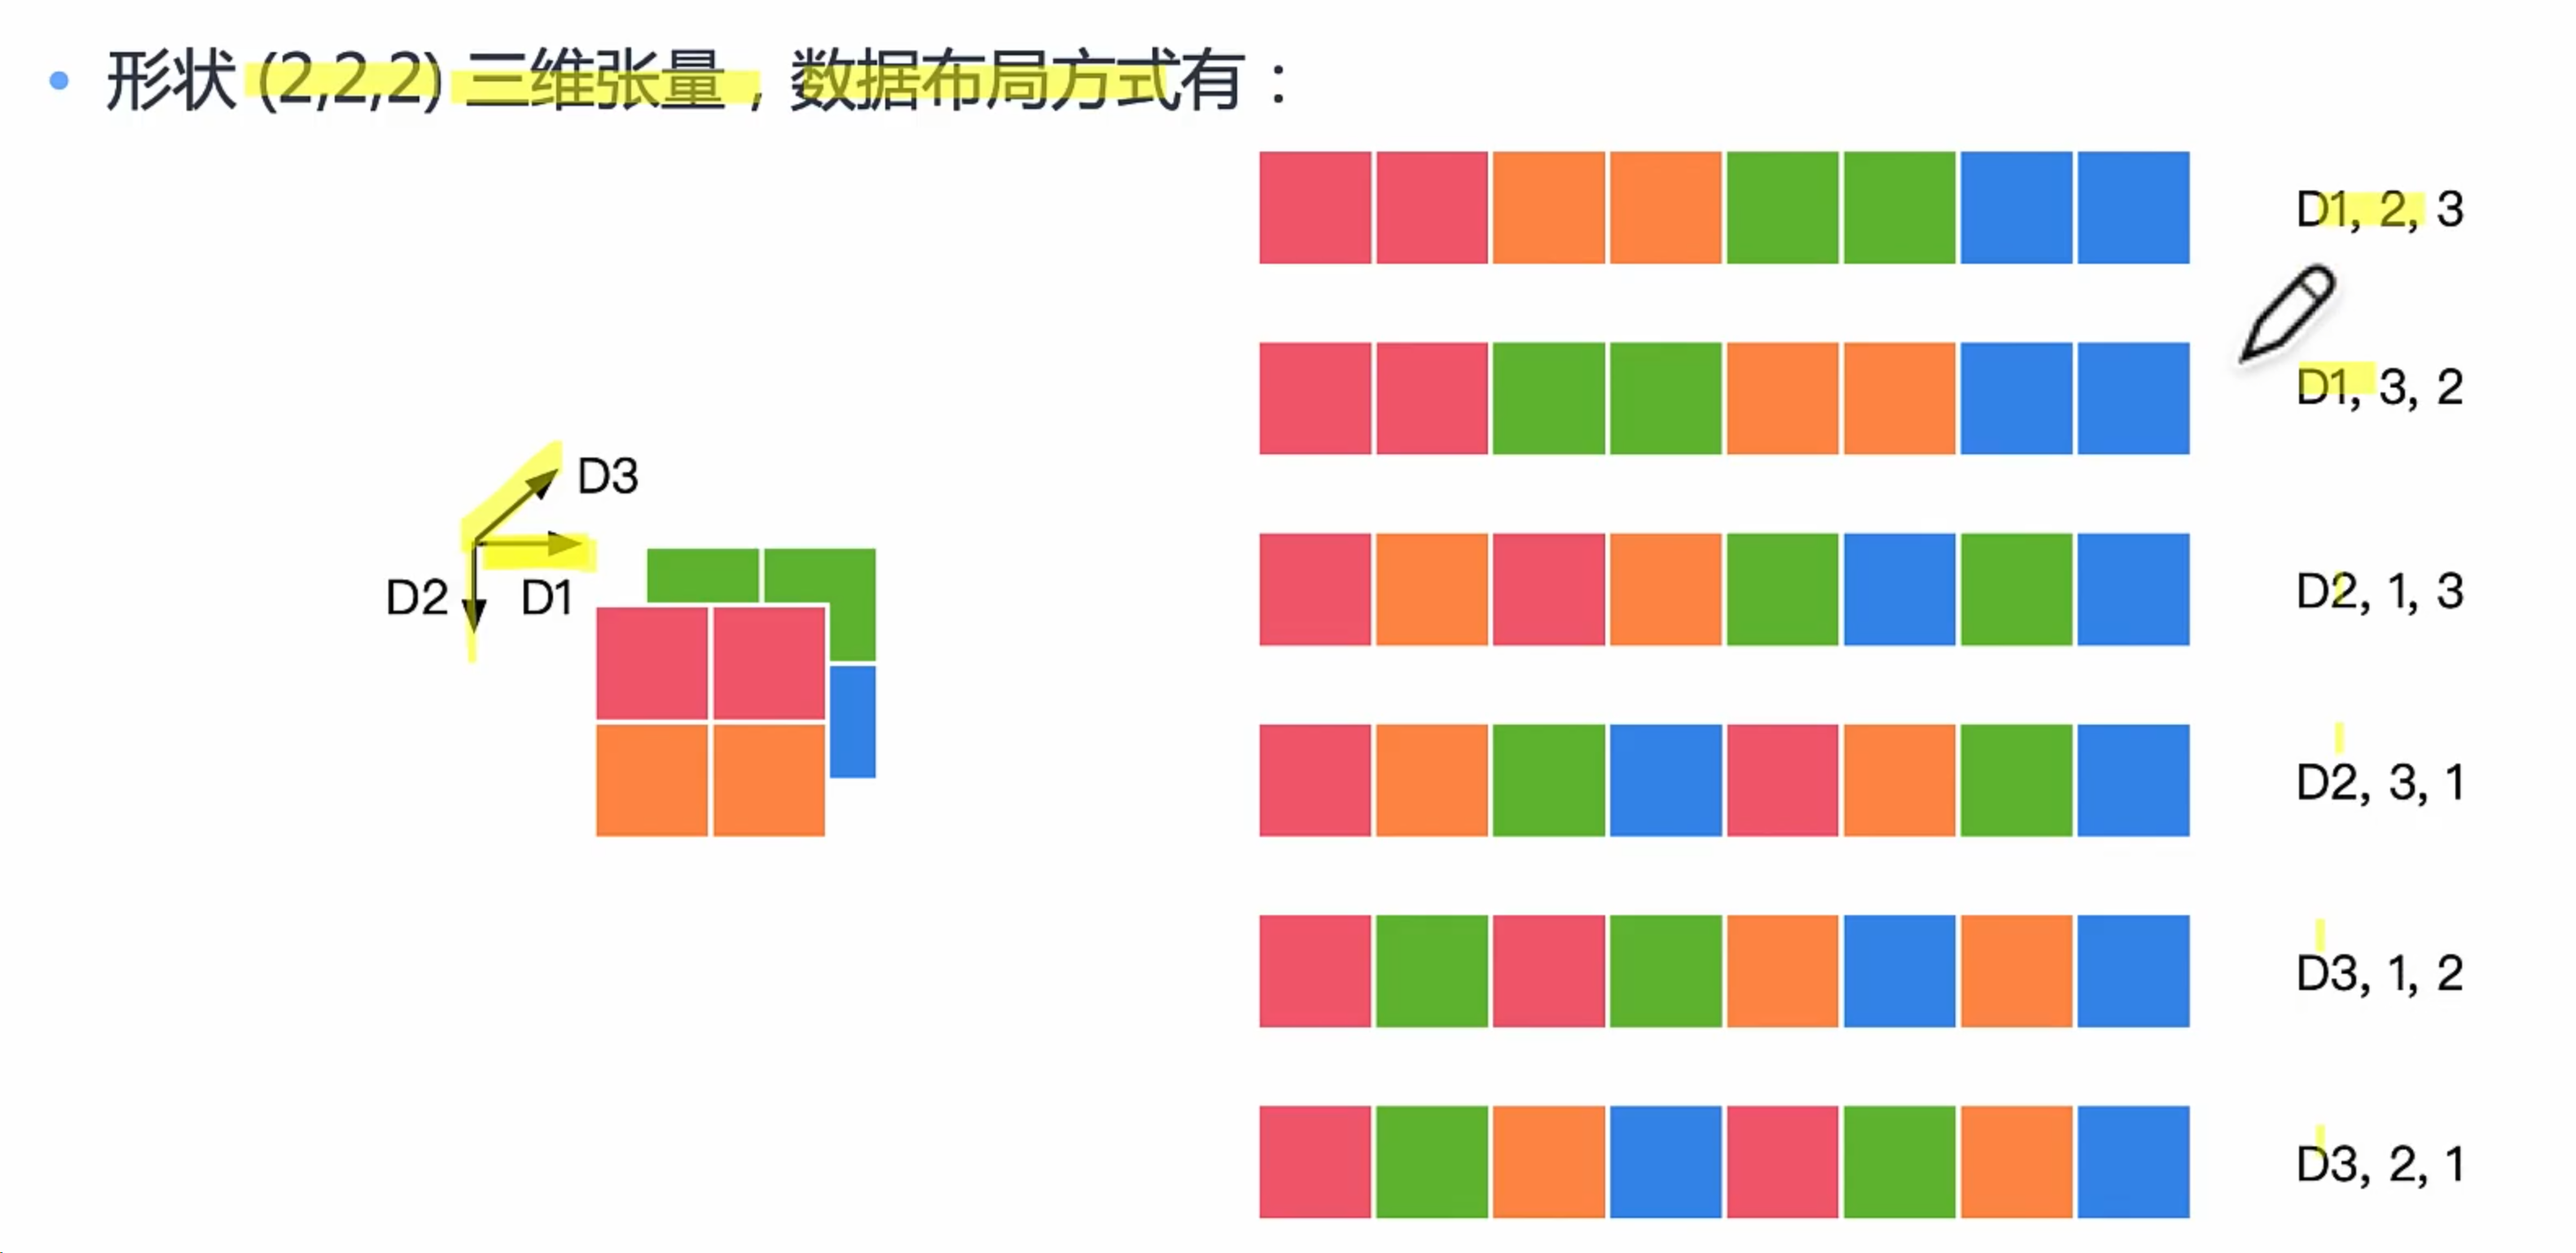 形状 (2,2,2) 三维张量，数据布局方式有：
D1, 2, 3
D1, 3, 2
D3
D2 D1
D2, 1, 3
D2, 3, 1
D3, 1, 2
D3, 2, 1